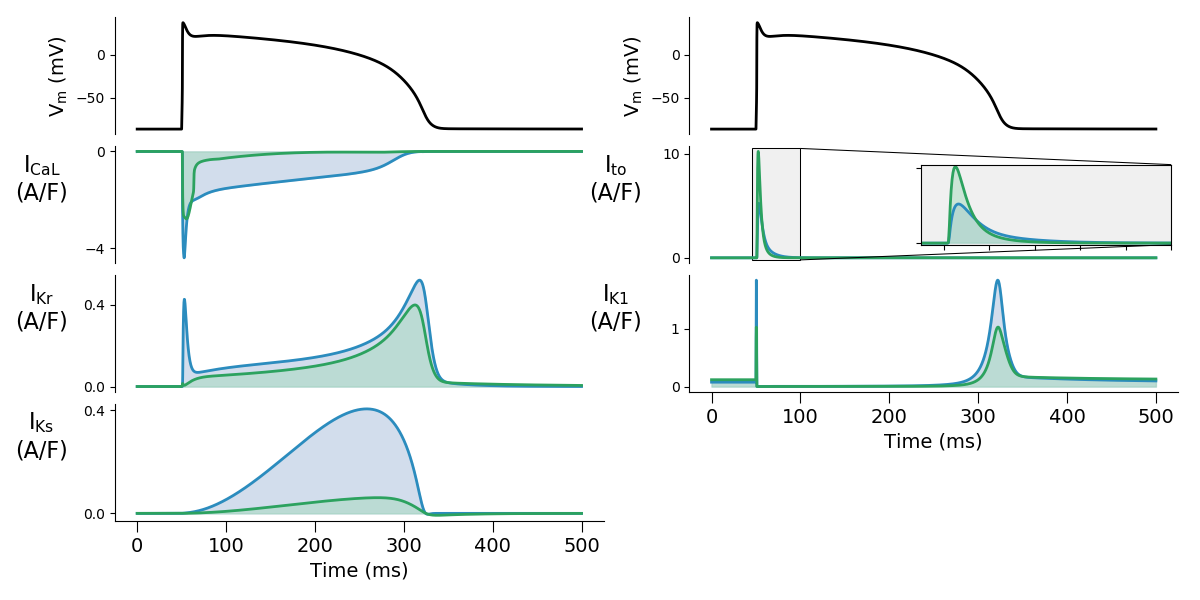 V_m (mV)
0
−50
I_CaL
(A/F)
0
−4
I_Kr
(A/F)
0.4
0.0
I_Ks
(A/F)
0.4
0.0
0 100 200 300 400 500
Time (ms)
V_m (mV)
0
−50
I_to
(A/F)
10
0
I_K1
(A/F)
1
0
0 100 200 300 400 500
Time (ms)